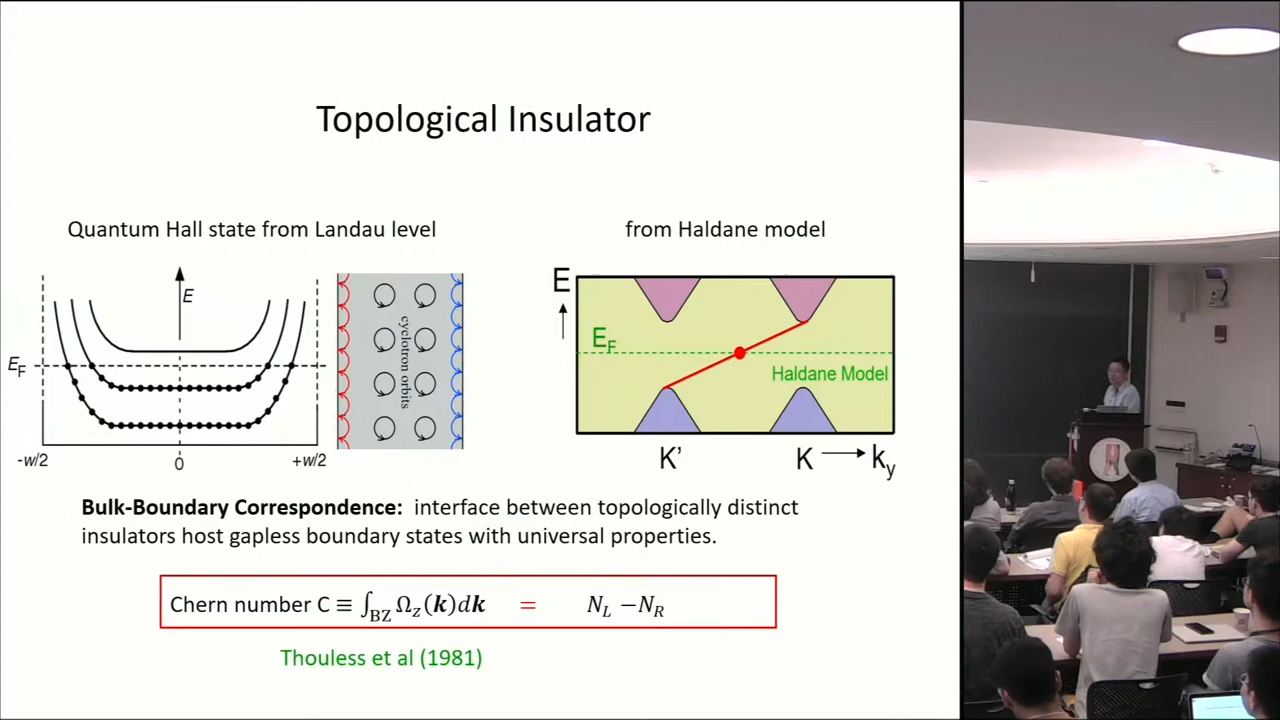 Topological Insulator
Quantum Hall state from Landau level
from Haldane model
E
E_F
-w/2
0
+w/2
cyclotron orbits
E
E_F
Haldane Model
K'
K
k_y
Bulk-Boundary Correspondence: interface between topologically distinct
insulators host gapless boundary states with universal properties.
Chern number C ≡ ∫_BZ Ω_z(k)dk = N_L −N_R
Thouless et al (1981)